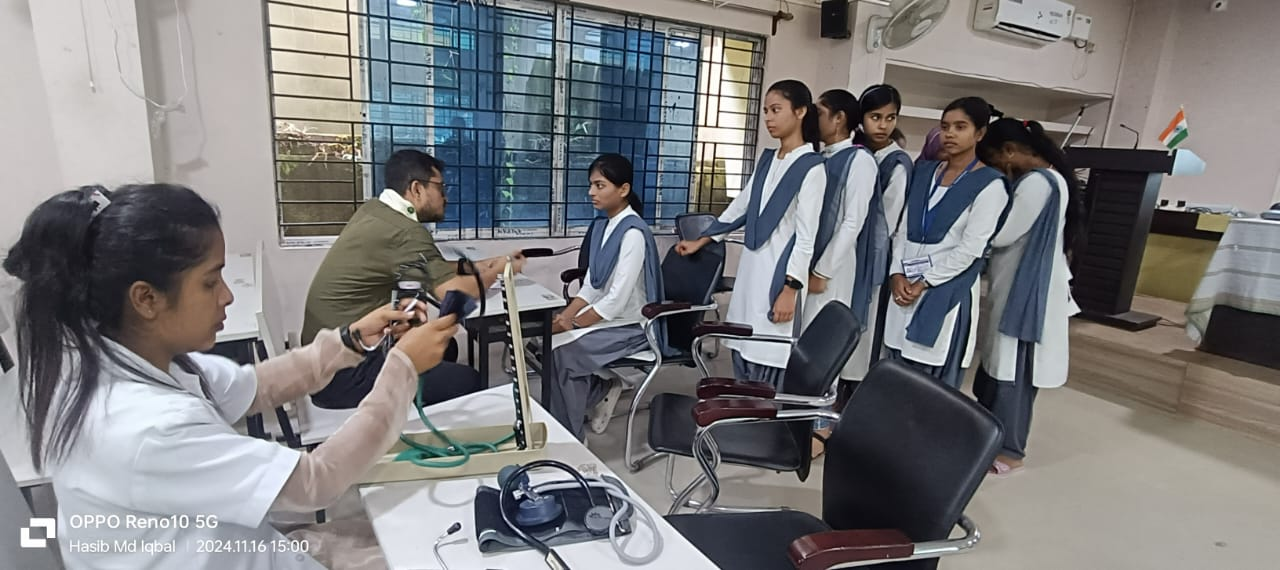 OPPO Reno10 5G
Hasib Md Iqbal | 2024.11.16 15:00